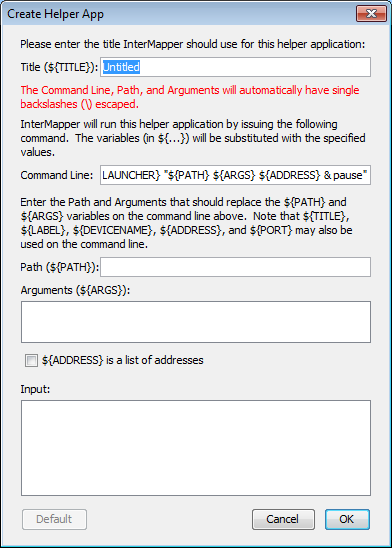 Create Helper App
Please enter the title InterMapper should use for this helper application:
Title (${TITLE}): Untitled
The Command Line, Path, and Arguments will automatically have single
backslashes (\) escaped.
InterMapper will run this helper application by issuing the following
command.  The variables (in ${...}) will be substituted with the specified
values.
Command Line: LAUNCHER} "${PATH} ${ARGS} ${ADDRESS} & pause"
Enter the Path and Arguments that should replace the ${PATH} and
${ARGS} variables on the command line above.  Note that ${TITLE},
${LABEL}, ${DEVICENAME}, ${ADDRESS}, and ${PORT} may also be
used on the command line.
Path (${PATH}):
Arguments (${ARGS}):
${ADDRESS} is a list of addresses
Input:
Default Cancel OK